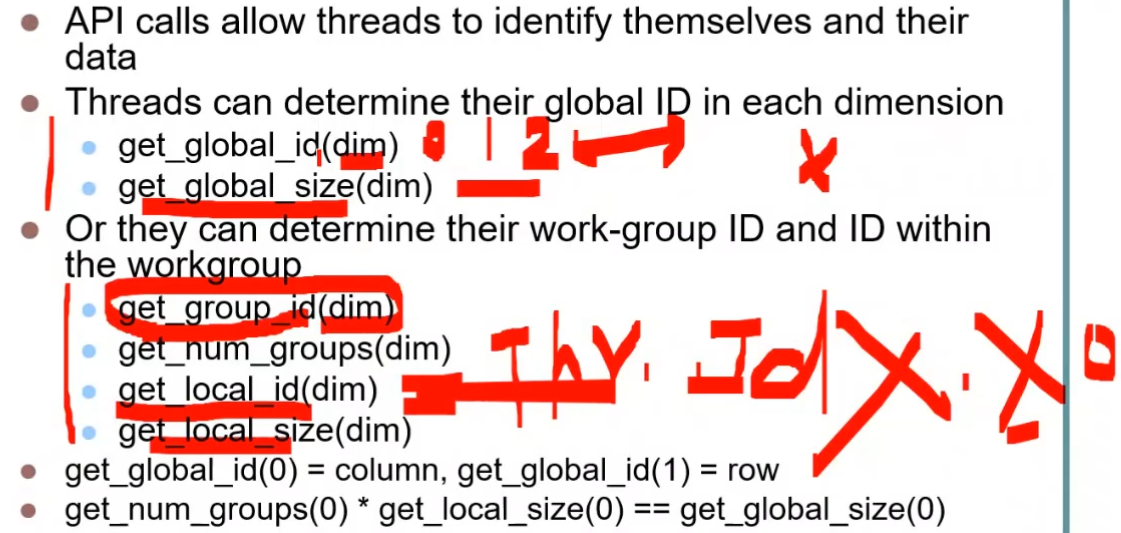 API calls allow threads to identify themselves and their
data
Threads can determine their global ID in each dimension
get_global_id(dim) 0 1 2 x
get_global_size(dim)
Or they can determine their work-group ID and ID within
the workgroup
get_group_id(dim)
get_num_groups(dim)
get_local_id(dim) Thr. Idx. X 0
get_local_size(dim)
get_global_id(0) = column, get_global_id(1) = row
get_num_groups(0) * get_local_size(0) == get_global_size(0)